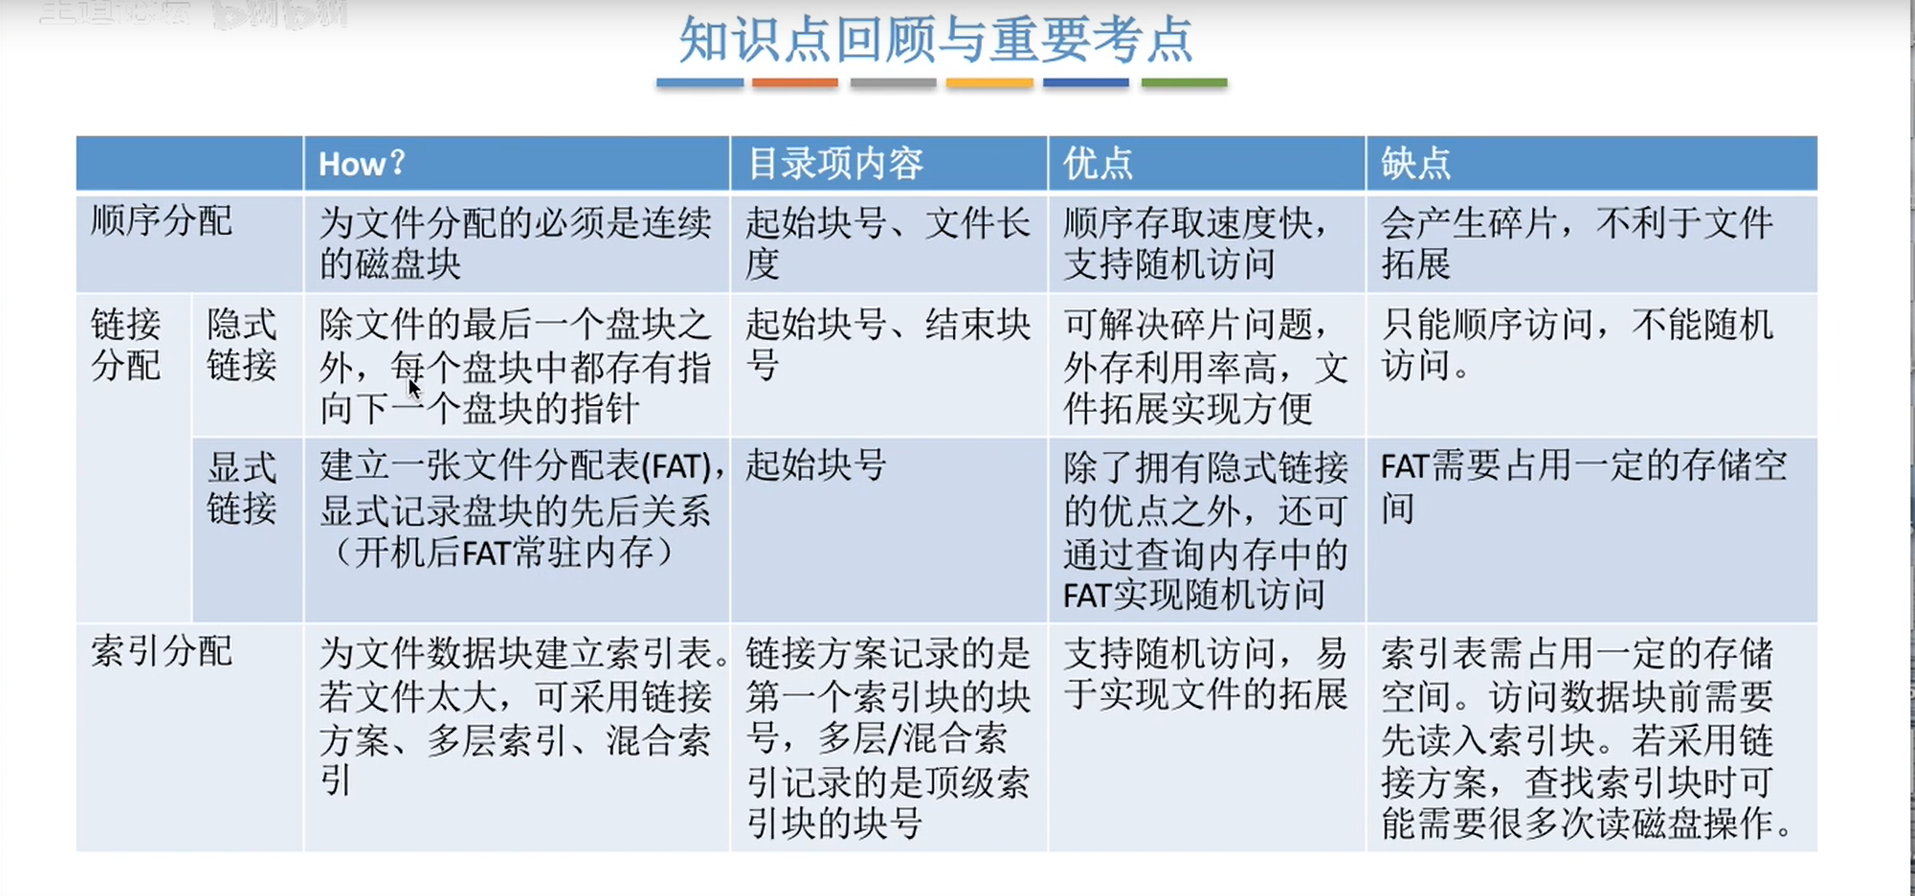 知识点回顾与重要考点
How? 目录项内容 优点 缺点
顺序分配
为文件分配的必须是连续
的磁盘块
起始块号、文件长
度
顺序存取速度快，
支持随机访问
会产生碎片，不利于文件
拓展
链接
分配
隐式
链接
除文件的最后一个盘块之
外，每个盘块中都存有指
向下一个盘块的指针
起始块号、结束块
号
可解决碎片问题，
外存利用率高，文
件拓展实现方便
只能顺序访问，不能随机
访问。
显式
链接
建立一张文件分配表(FAT)，
显式记录盘块的先后关系
（开机后FAT常驻内存）
起始块号
除了拥有隐式链接
的优点之外，还可
通过查询内存中的
FAT实现随机访问
FAT需要占用一定的存储空
间
索引分配
为文件数据块建立索引表。
若文件太大，可采用链接
方案、多层索引、混合索
引
链接方案记录的是
第一个索引块的块
号，多层/混合索
引记录的是顶级索
引块的块号
支持随机访问，易
于实现文件的拓展
索引表需占用一定的存储
空间。访问数据块前需要
先读入索引块。若采用链
接方案，查找索引块时可
能需要很多次读磁盘操作。